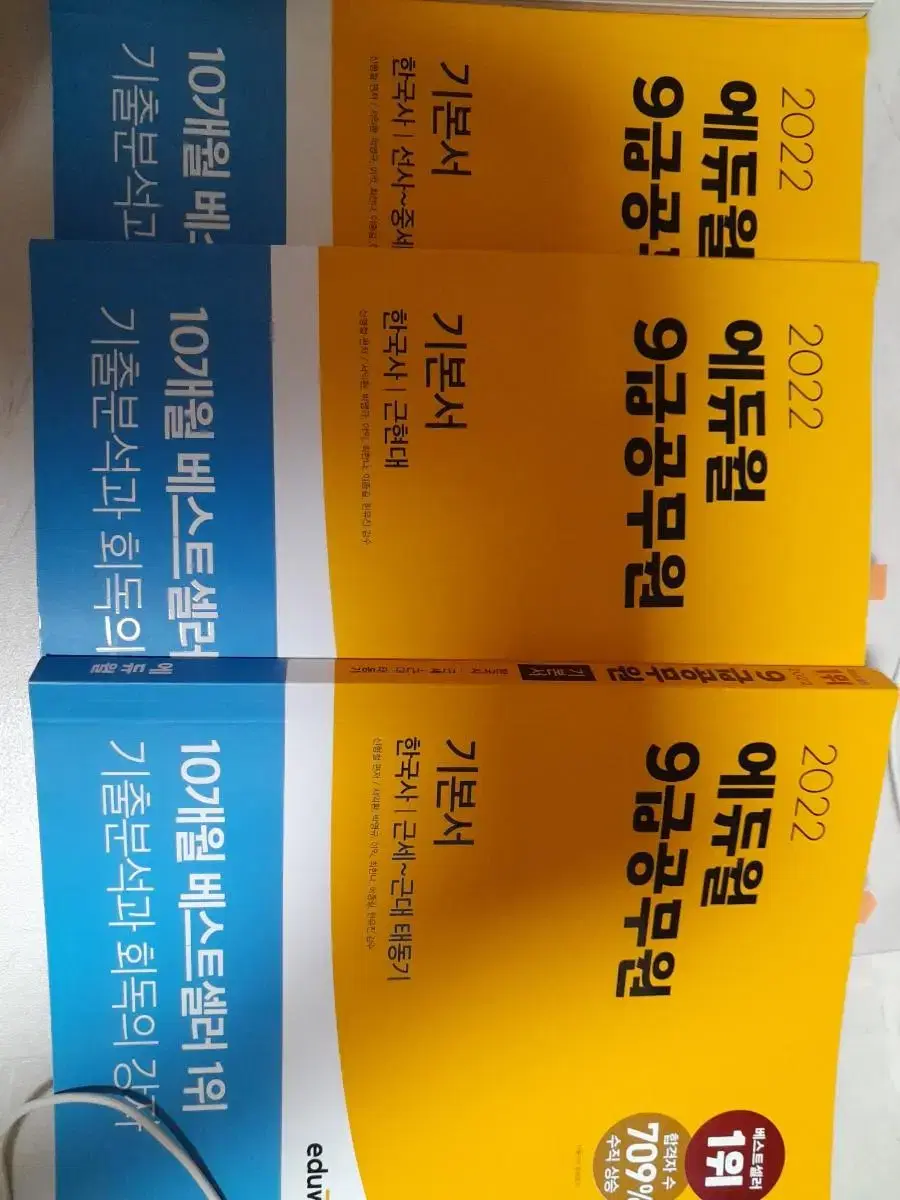 2022
에듀윌
9급공
기본서
한국사 | 선사~중세
10개월 베스
기출분석과
2022
에듀윌
9급공무원
기본서
한국사 | 근현대
10개월 베스트셀러
기출분석과 회독의
1위
9급공무원
기본서
에듀윌
2022
에듀윌
9급공무원
기본서
한국사 | 근세~근대 태동기
10개월 베스트셀러 1위
기출분석과 회독의 강
베스트셀러
1위
합격자 수
709%
수직 상승
eduw